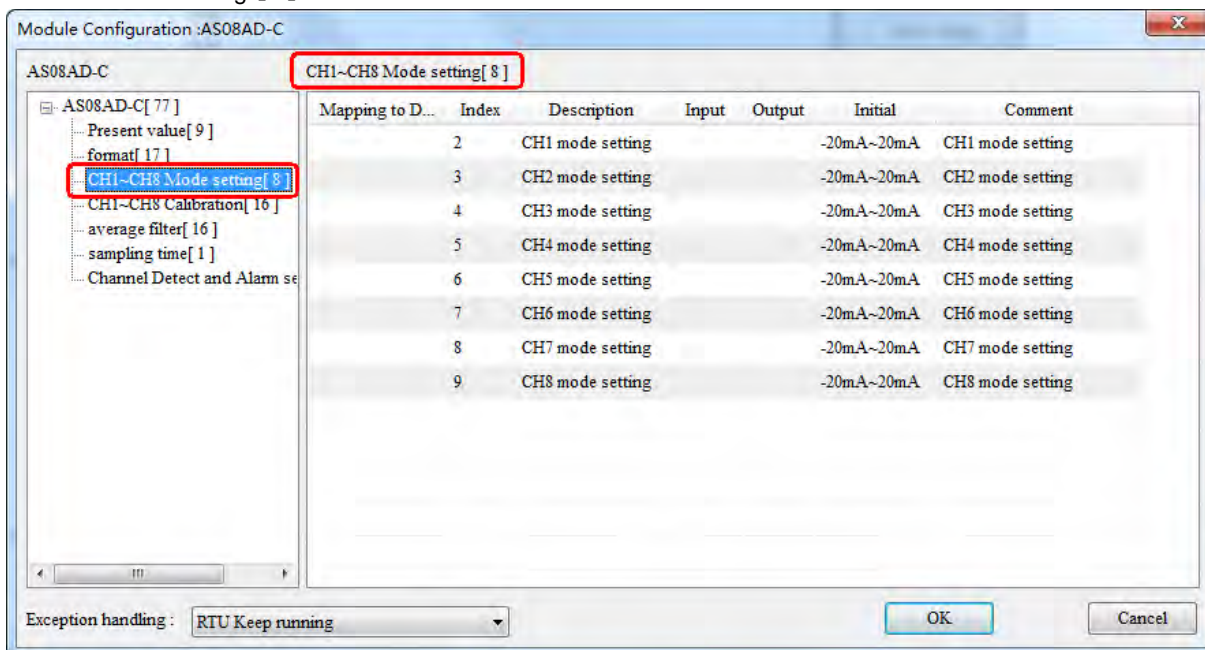 Module Configuration :AS08AD-C
AS08AD-C
CH1~CH8 Mode setting[ 8 ]
AS08AD-C[ 77 ]
Present value[ 9 ]
format[ 17 ]
CH1~CH8 Mode setting[ 8 ]
CH1~CH8 Calibration[ 16 ]
average filter[ 16 ]
sampling time[ 1 ]
Channel Detect and Alarm se
Mapping to D... Index Description Input Output Initial Comment
2 CH1 mode setting -20mA~20mA CH1 mode setting
3 CH2 mode setting -20mA~20mA CH2 mode setting
4 CH3 mode setting -20mA~20mA CH3 mode setting
5 CH4 mode setting -20mA~20mA CH4 mode setting
6 CH5 mode setting -20mA~20mA CH5 mode setting
7 CH6 mode setting -20mA~20mA CH6 mode setting
8 CH7 mode setting -20mA~20mA CH7 mode setting
9 CH8 mode setting -20mA~20mA CH8 mode setting
Exception handling : RTU Keep running OK Cancel